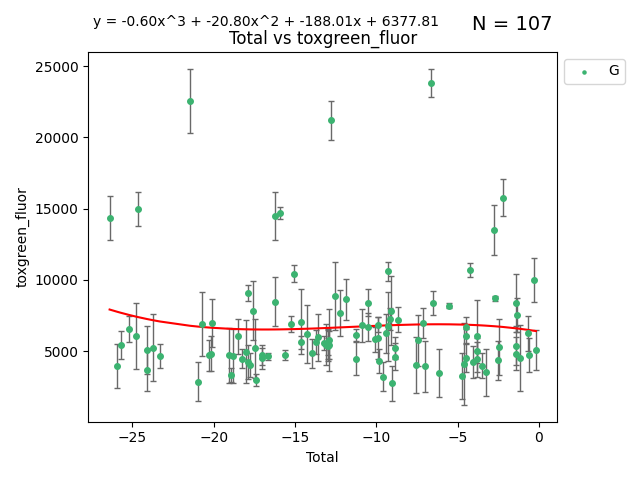 y = -0.60x^3 + -20.80x^2 + -188.01x + 6377.81
N = 107
Total vs toxgreen_fluor
G
25000
20000
15000
10000
5000
toxgreen_fluor
−25
−20
−15
−10
−5
0
Total